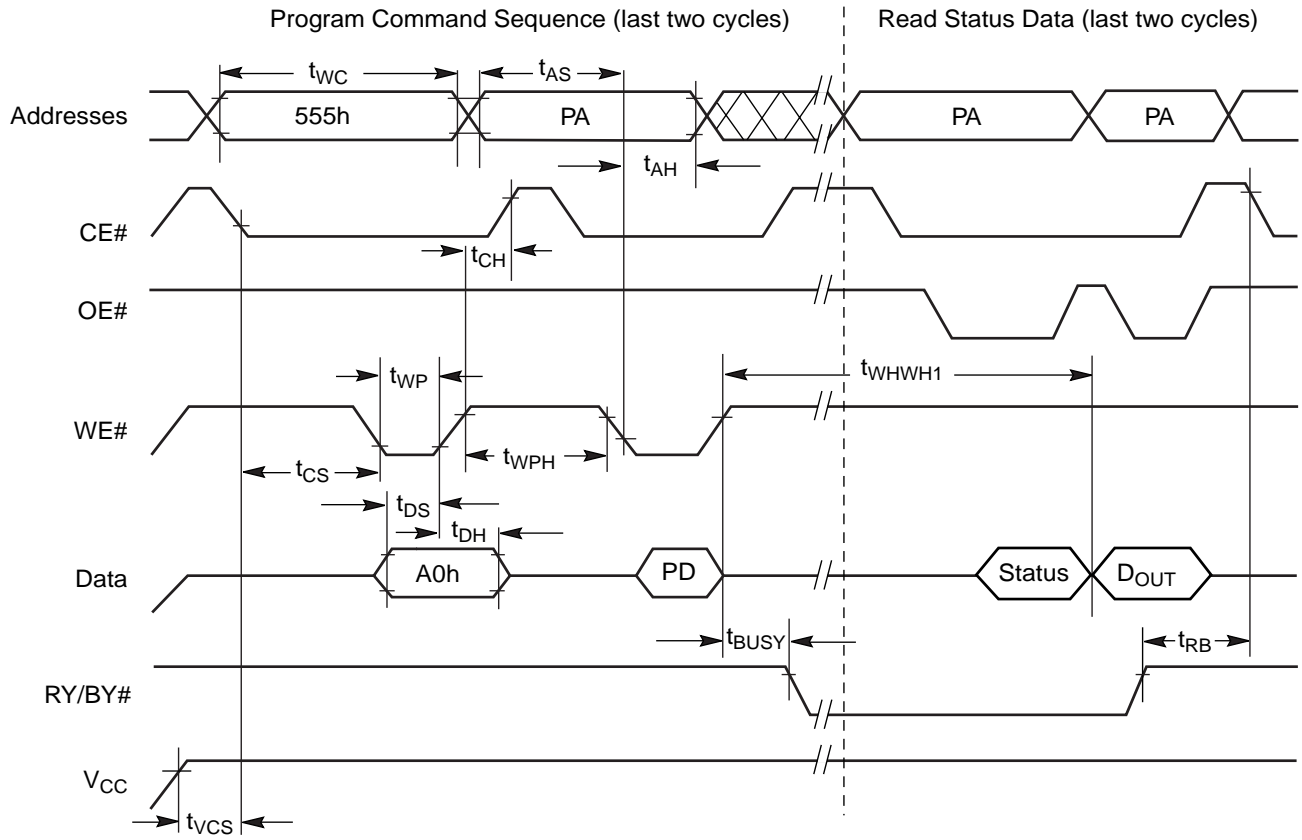 Program Command Sequence (last two cycles)
Read Status Data (last two cycles)
tWC
tAS
Addresses
555h
PA
PA
PA
tAH
CE#
tCH
OE#
tWP
tWHWH1
WE#
tCS
tWPH
tDS
tDH
Data
A0h
PD
Status
DOUT
tBUSY
tRB
RY/BY#
VCC
tVCS